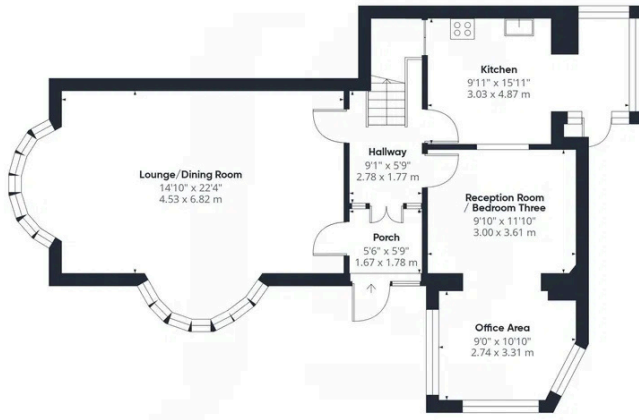 Kitchen
9'11" x 15'11"
3.03 x 4.87 m
Lounge/Dining Room
14'10" x 22'4"
4.53 x 6.82 m
Hallway
9'1" x 5'9"
2.78 x 1.77 m
Reception Room
/ Bedroom Three
9'10" x 11'10"
3.00 x 3.61 m
Porch
5'6" x 5'9"
1.67 x 1.78 m
Office Area
9'0" x 10'10"
2.74 x 3.31 m